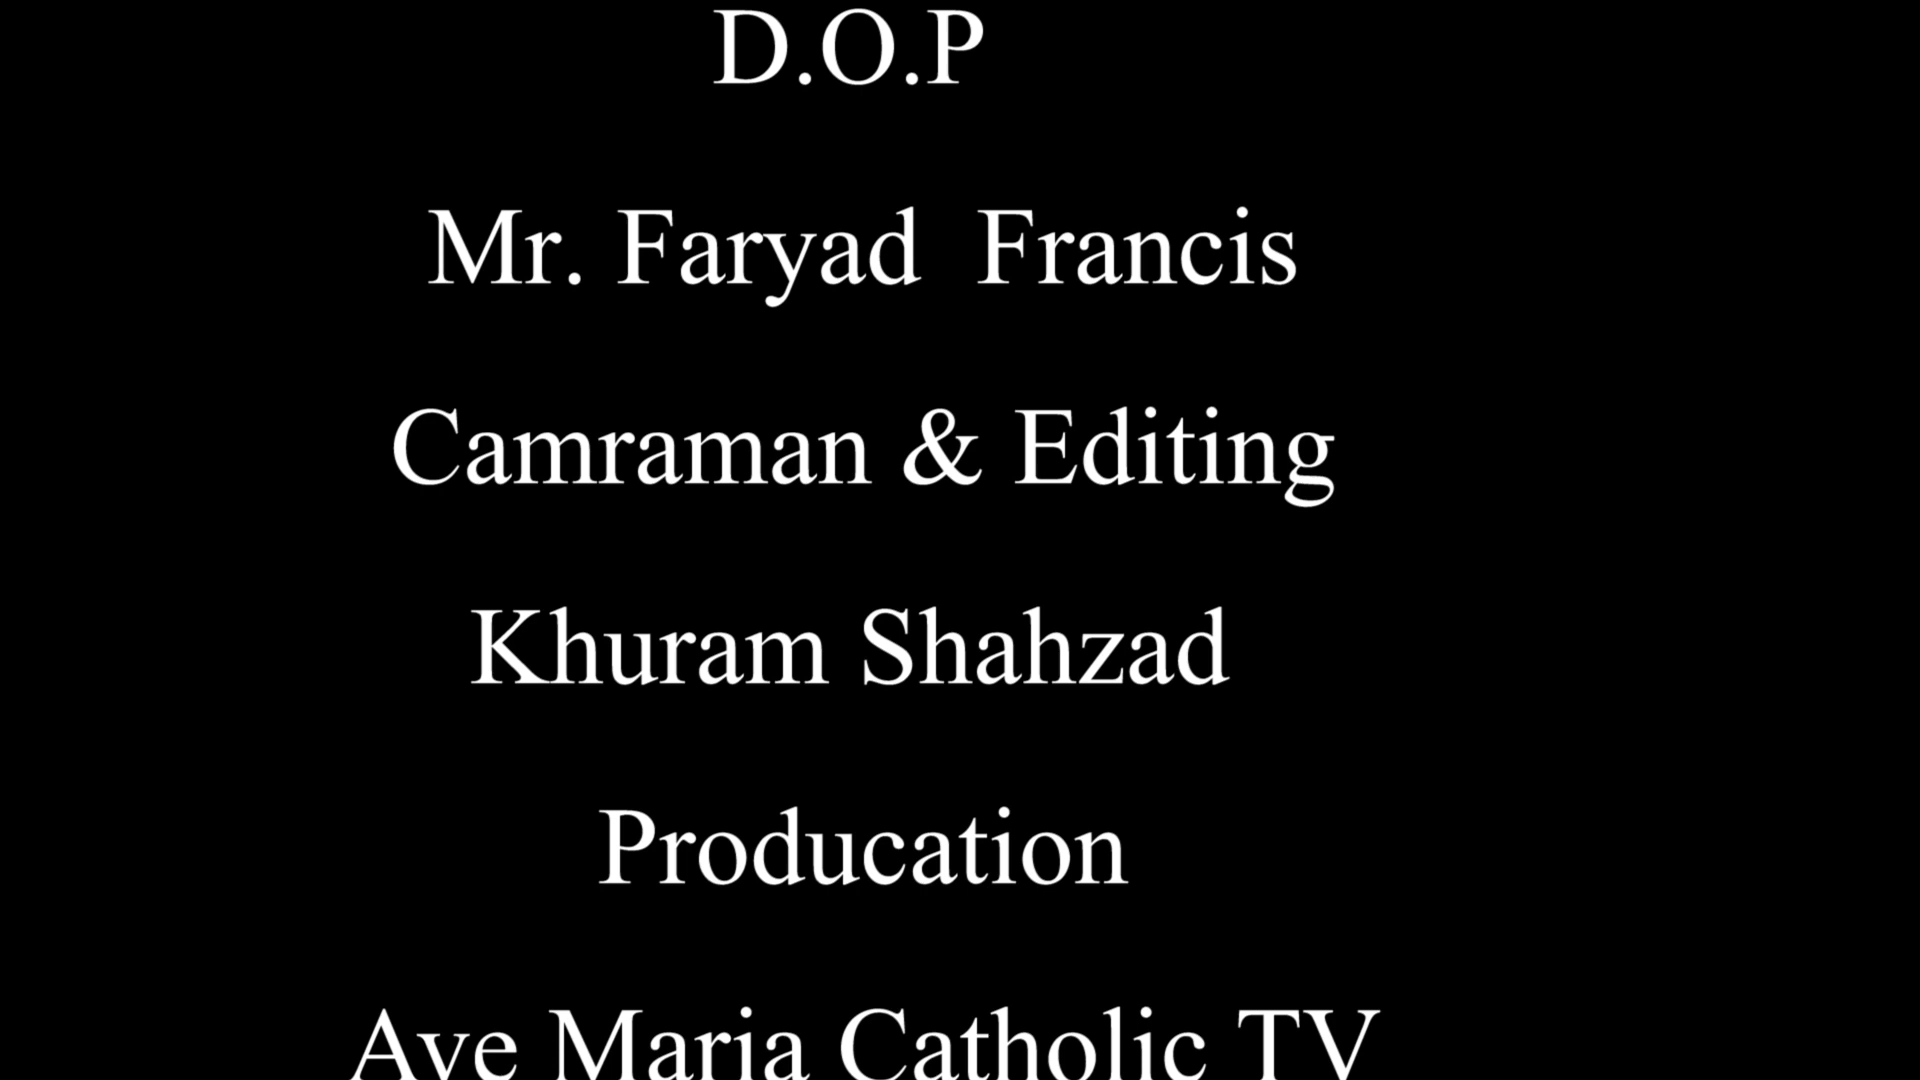 D.O.P
Mr. Faryad  Francis
Camraman & Editing
Khuram Shahzad
Producation
Ave Maria Catholic TV